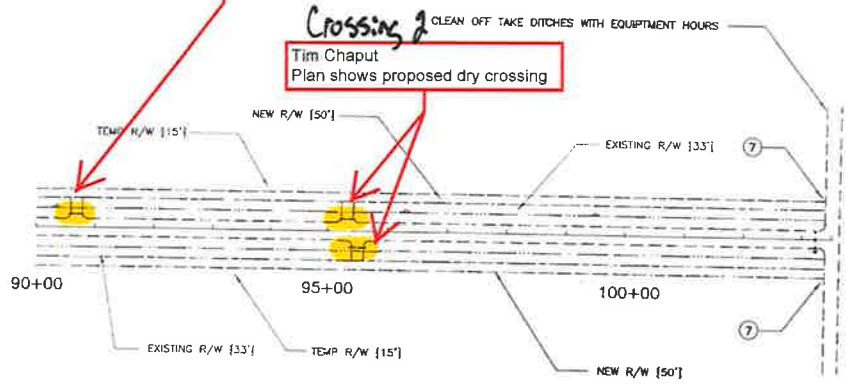 Crossing 2
CLEAN OFF TAKE DITCHES WITH EQUIPTMENT HOURS
Tim Chaput
Plan shows proposed dry crossing
NEW R/W [50']
TEMP R/W [15']
EXISTING R/W [33']
7
90+00
95+00
100+00
7
EXISTING R/W [33']
TEMP R/W [15']
NEW R/W [50']